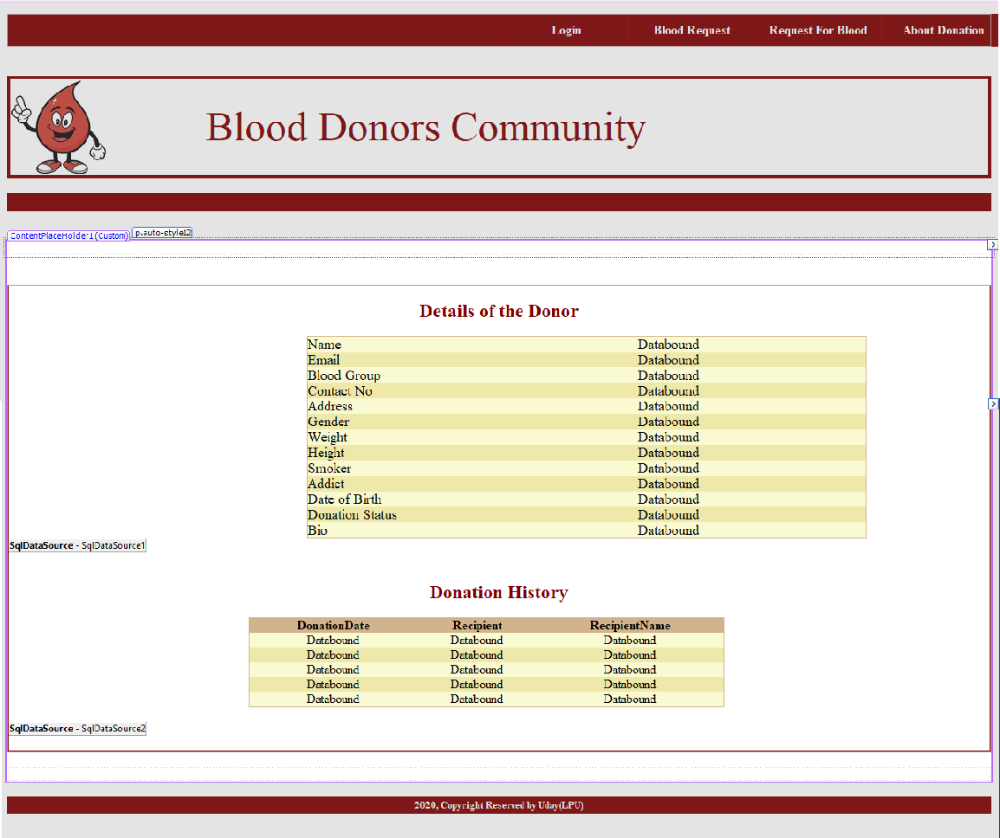 Login Blood Request Request For Blood About Donation
Blood Donors Community
ContentPlaceHolder1 (Custom) p.auto-style12
Details of the Donor
Name Databound
Email Databound
Blood Group Databound
Contact No Databound
Address Databound
Gender Databound
Weight Databound
Height Databound
Smoker Databound
Addict Databound
Date of Birth Databound
Donation Status Databound
Bio Databound
SqlDataSource - SqlDataSource1
Donation History
DonationDate Recipient RecipientName
Databound Databound Databound
Databound Databound Databound
Databound Databound Databound
Databound Databound Databound
Databound Databound Databound
SqlDataSource - SqlDataSource2
2020, Copyright Reserved by Uday(LPU)